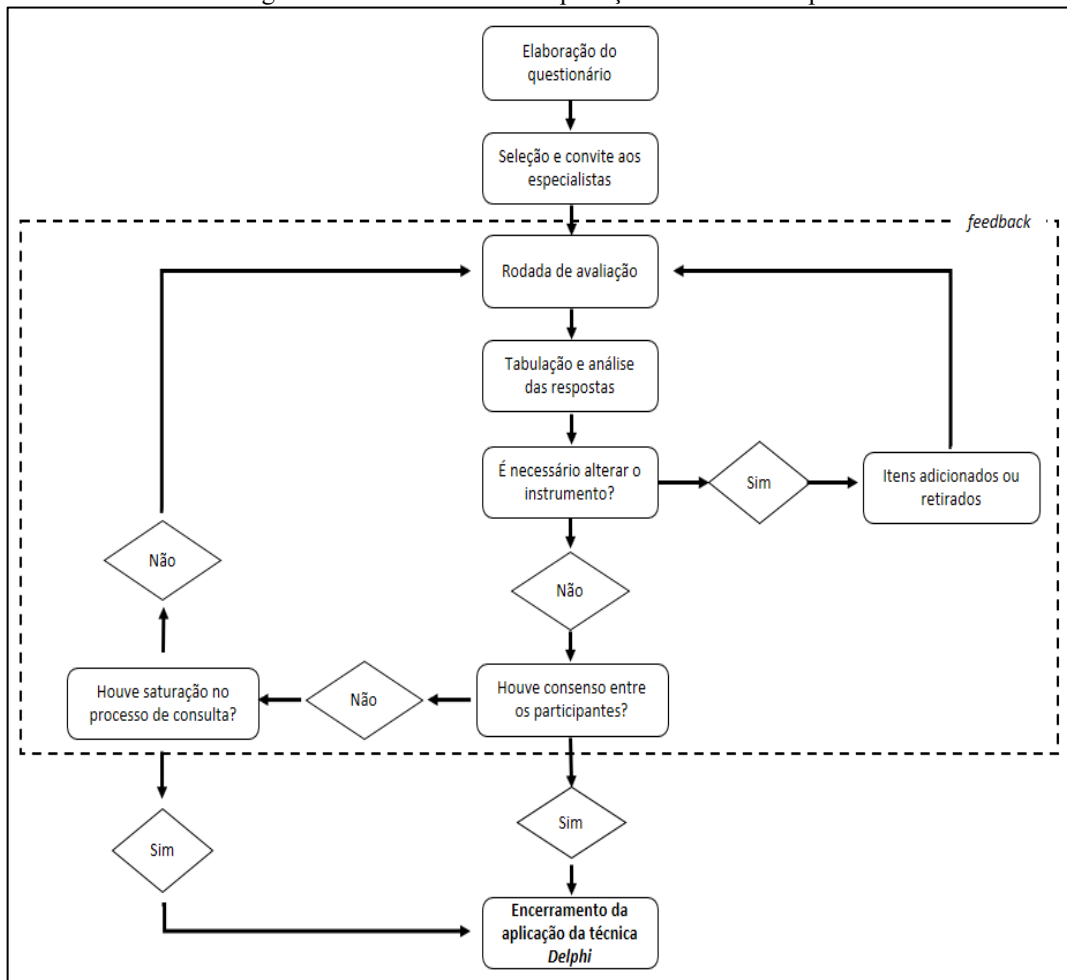 Elaboração do
questionário
Seleção e convite aos
especialistas
feedback
Rodada de avaliação
Tabulação e análise
das respostas
É necessário alterar o
instrumento?
Sim
Itens adicionados ou
retirados
Não
Não
Houve saturação no
processo de consulta?
Não
Houve consenso entre
os participantes?
Sim
Sim
Encerramento da
aplicação da técnica
Delphi